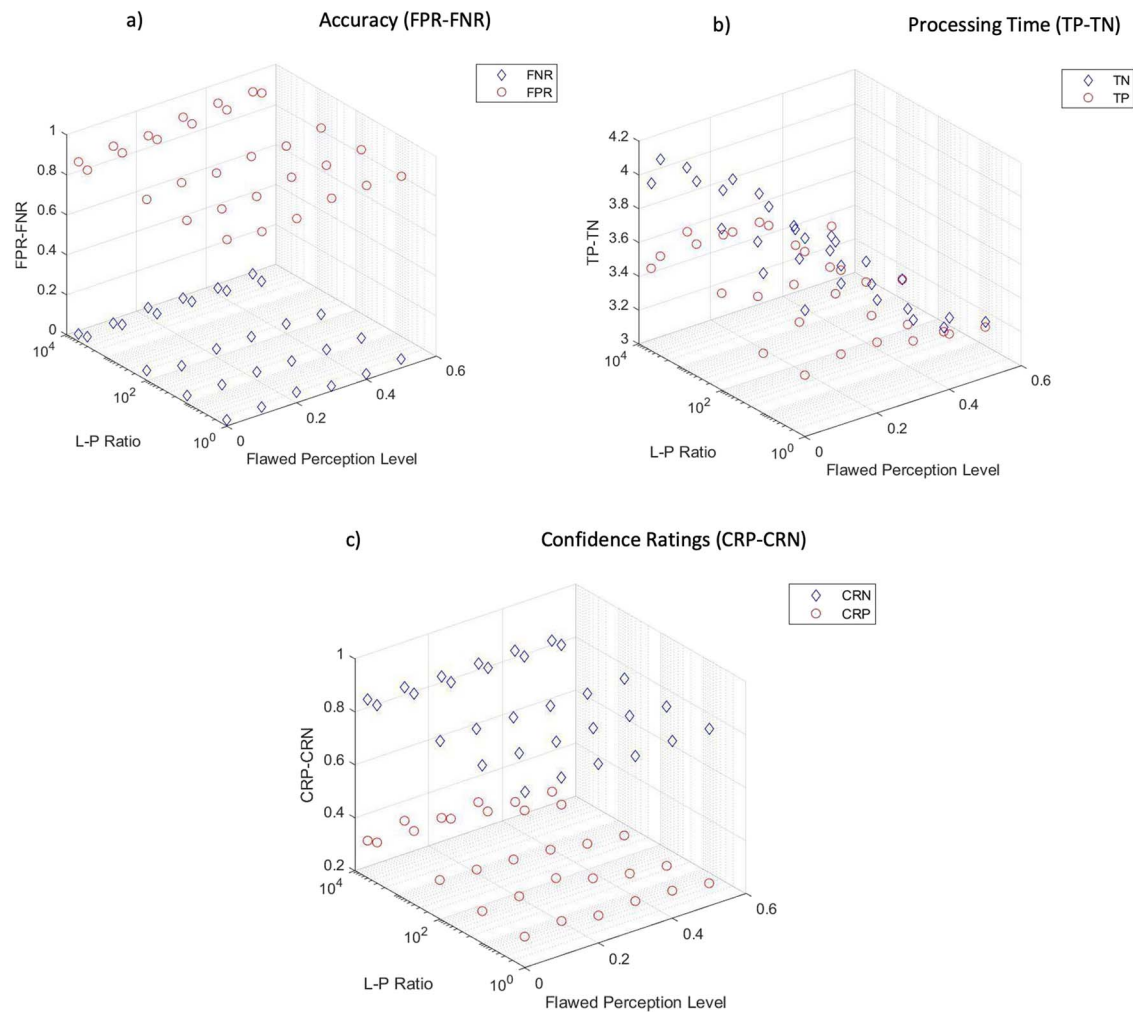 a) Accuracy (FPR-FNR)
FNR
FPR
1
0.8
0.6
0.4
0.2
0
FPR-FNR
10^4
10^2
10^0
L-P Ratio
0
0.2
0.4
0.6
Flawed Perception Level
b) Processing Time (TP-TN)
TN
TP
4.2
4
3.8
3.6
3.4
3.2
3
TP-TN
10^4
10^2
10^0
L-P Ratio
0
0.2
0.4
0.6
Flawed Perception Level
c) Confidence Ratings (CRP-CRN)
CRN
CRP
1
0.8
0.6
0.4
0.2
CRP-CRN
10^4
10^2
10^0
L-P Ratio
0
0.2
0.4
0.6
Flawed Perception Level